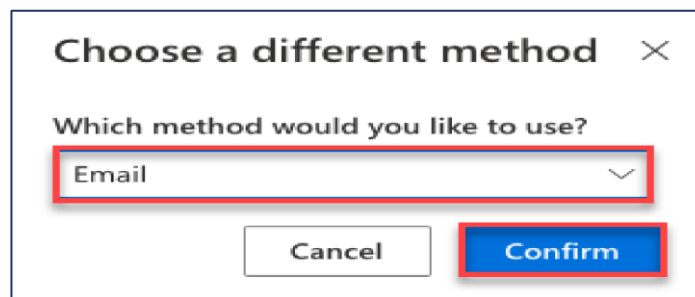 Choose a different method
Which method would you like to use?
Email
Cancel
Confirm